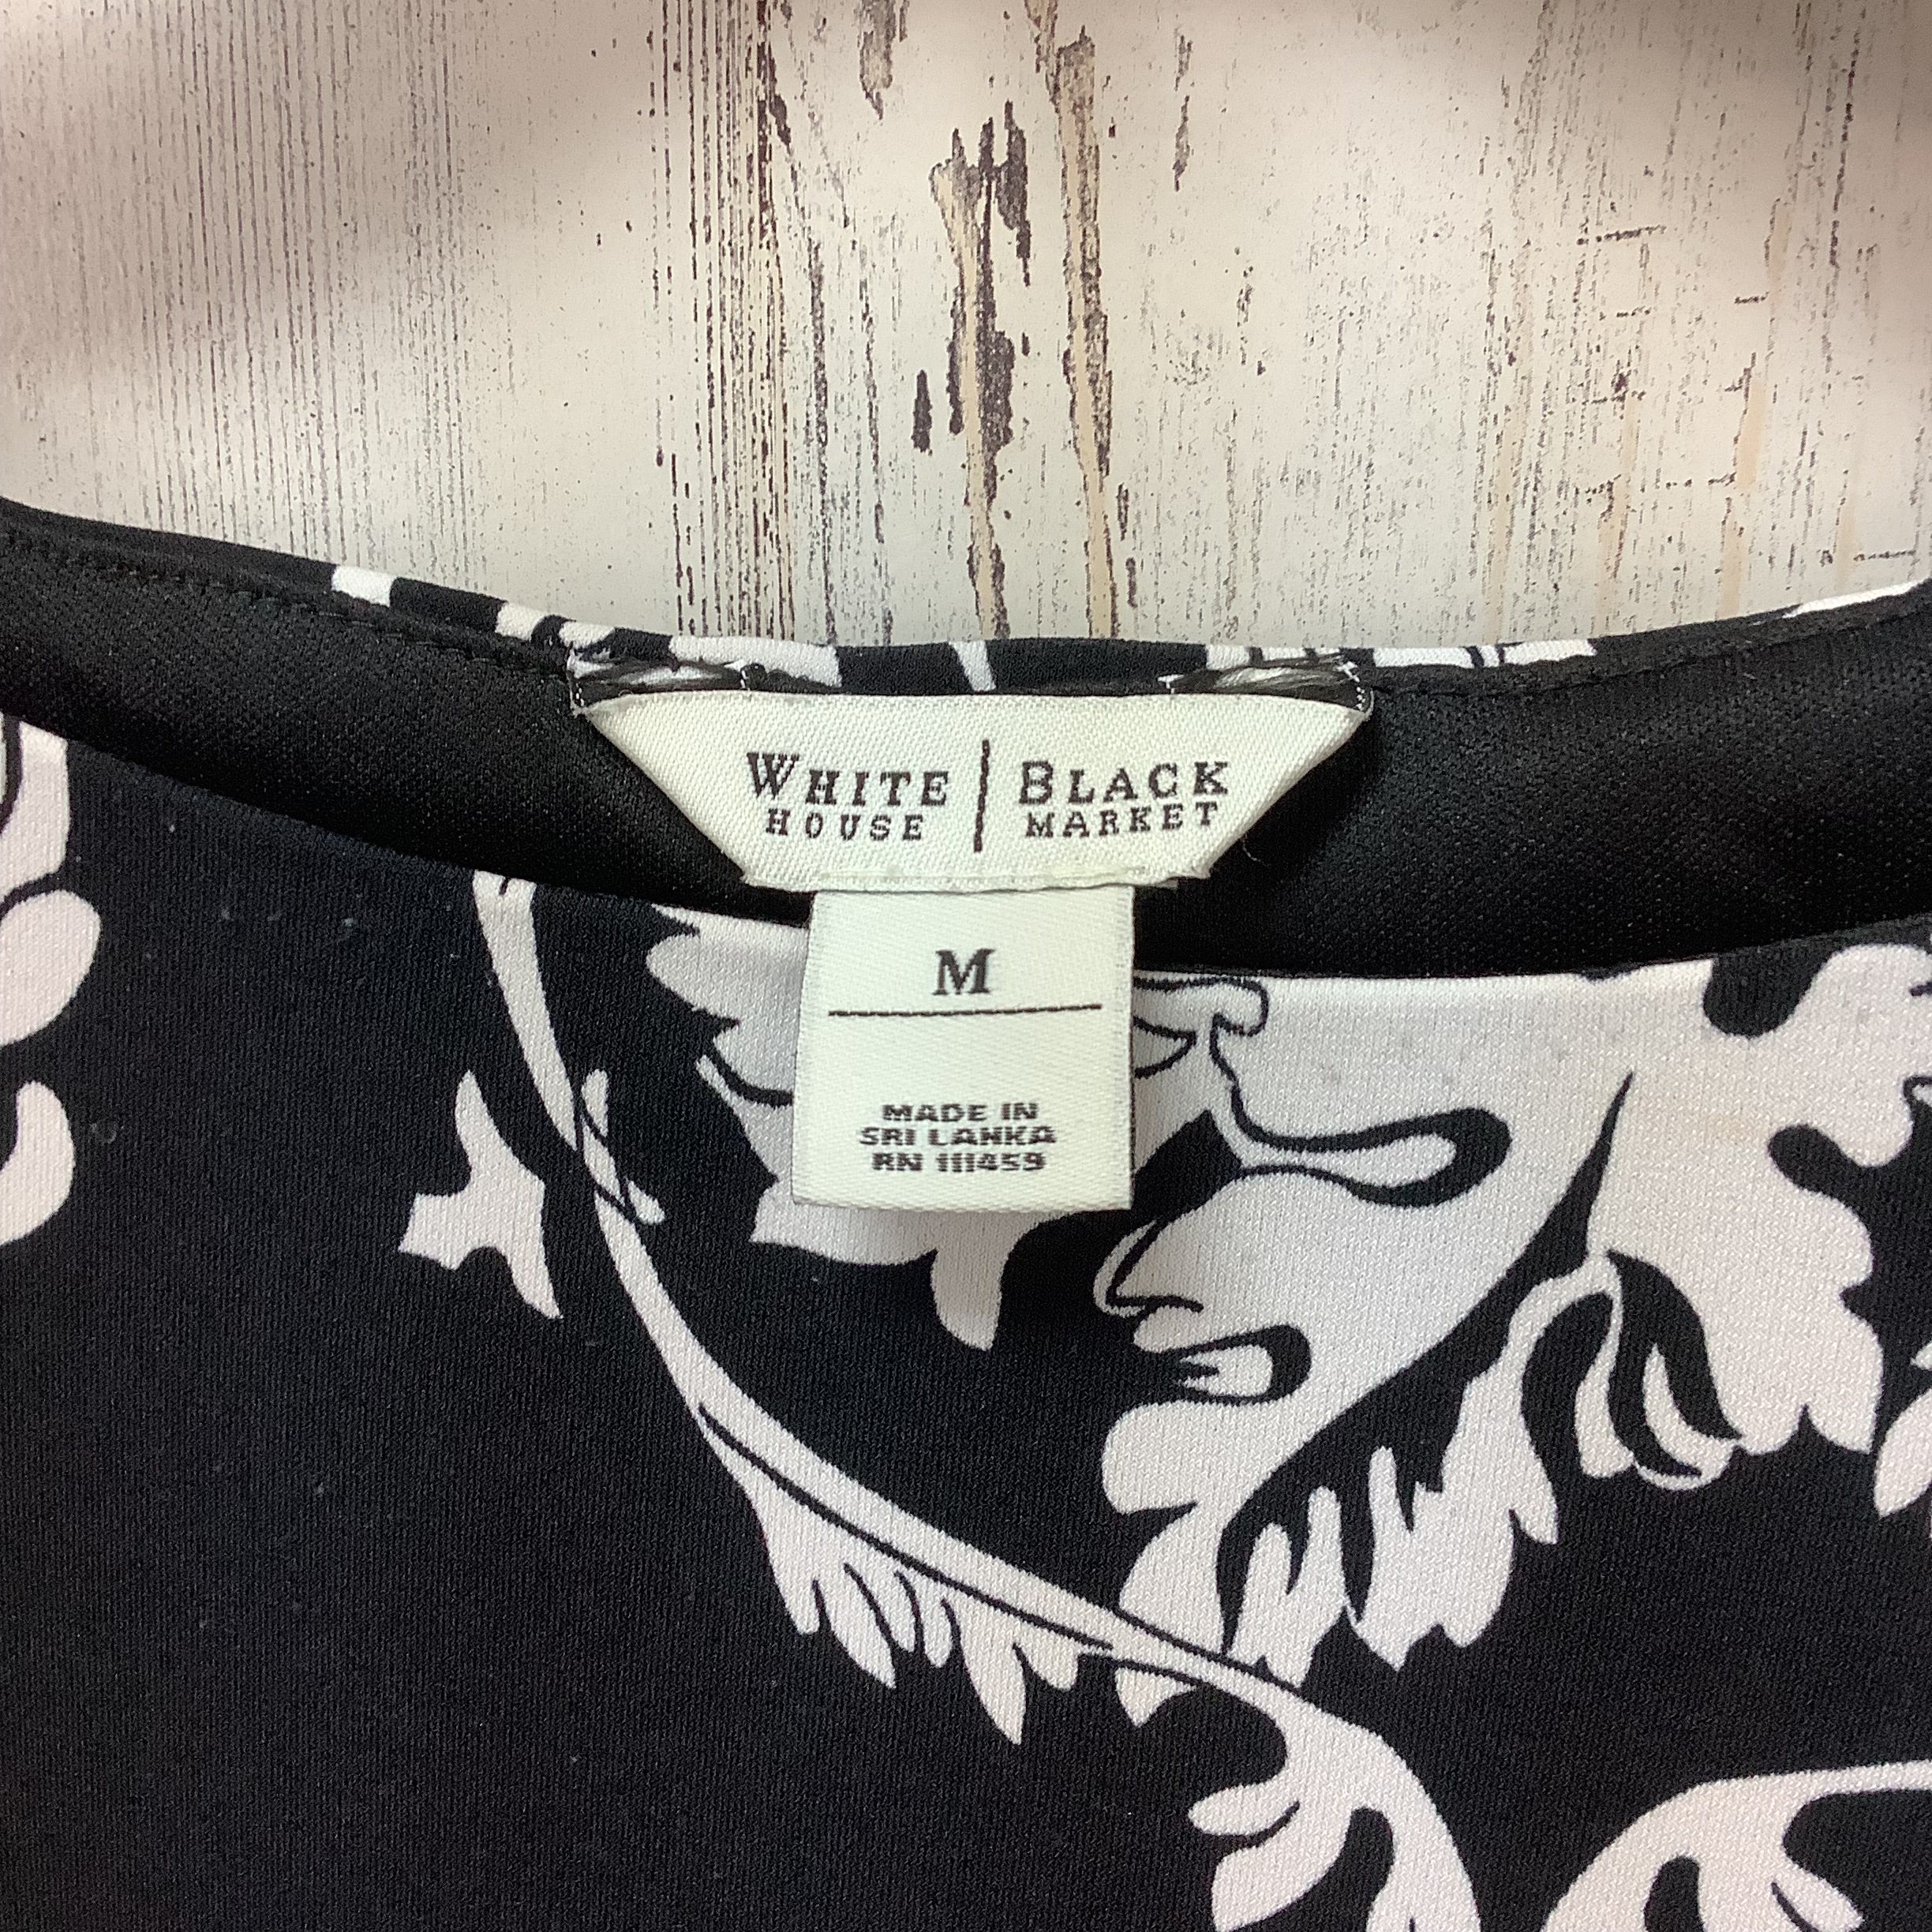 WHITE | BLACK
HOUSE | MARKET
M
MADE IN
SRI LANKA
RN 111459